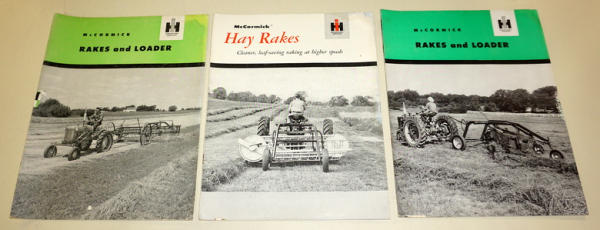 McCORMICK
RAKES and LOADER
McCormick
Hay Rakes
Cleaner, leaf-saving raking at higher speeds
McCORMICK
RAKES and LOADER